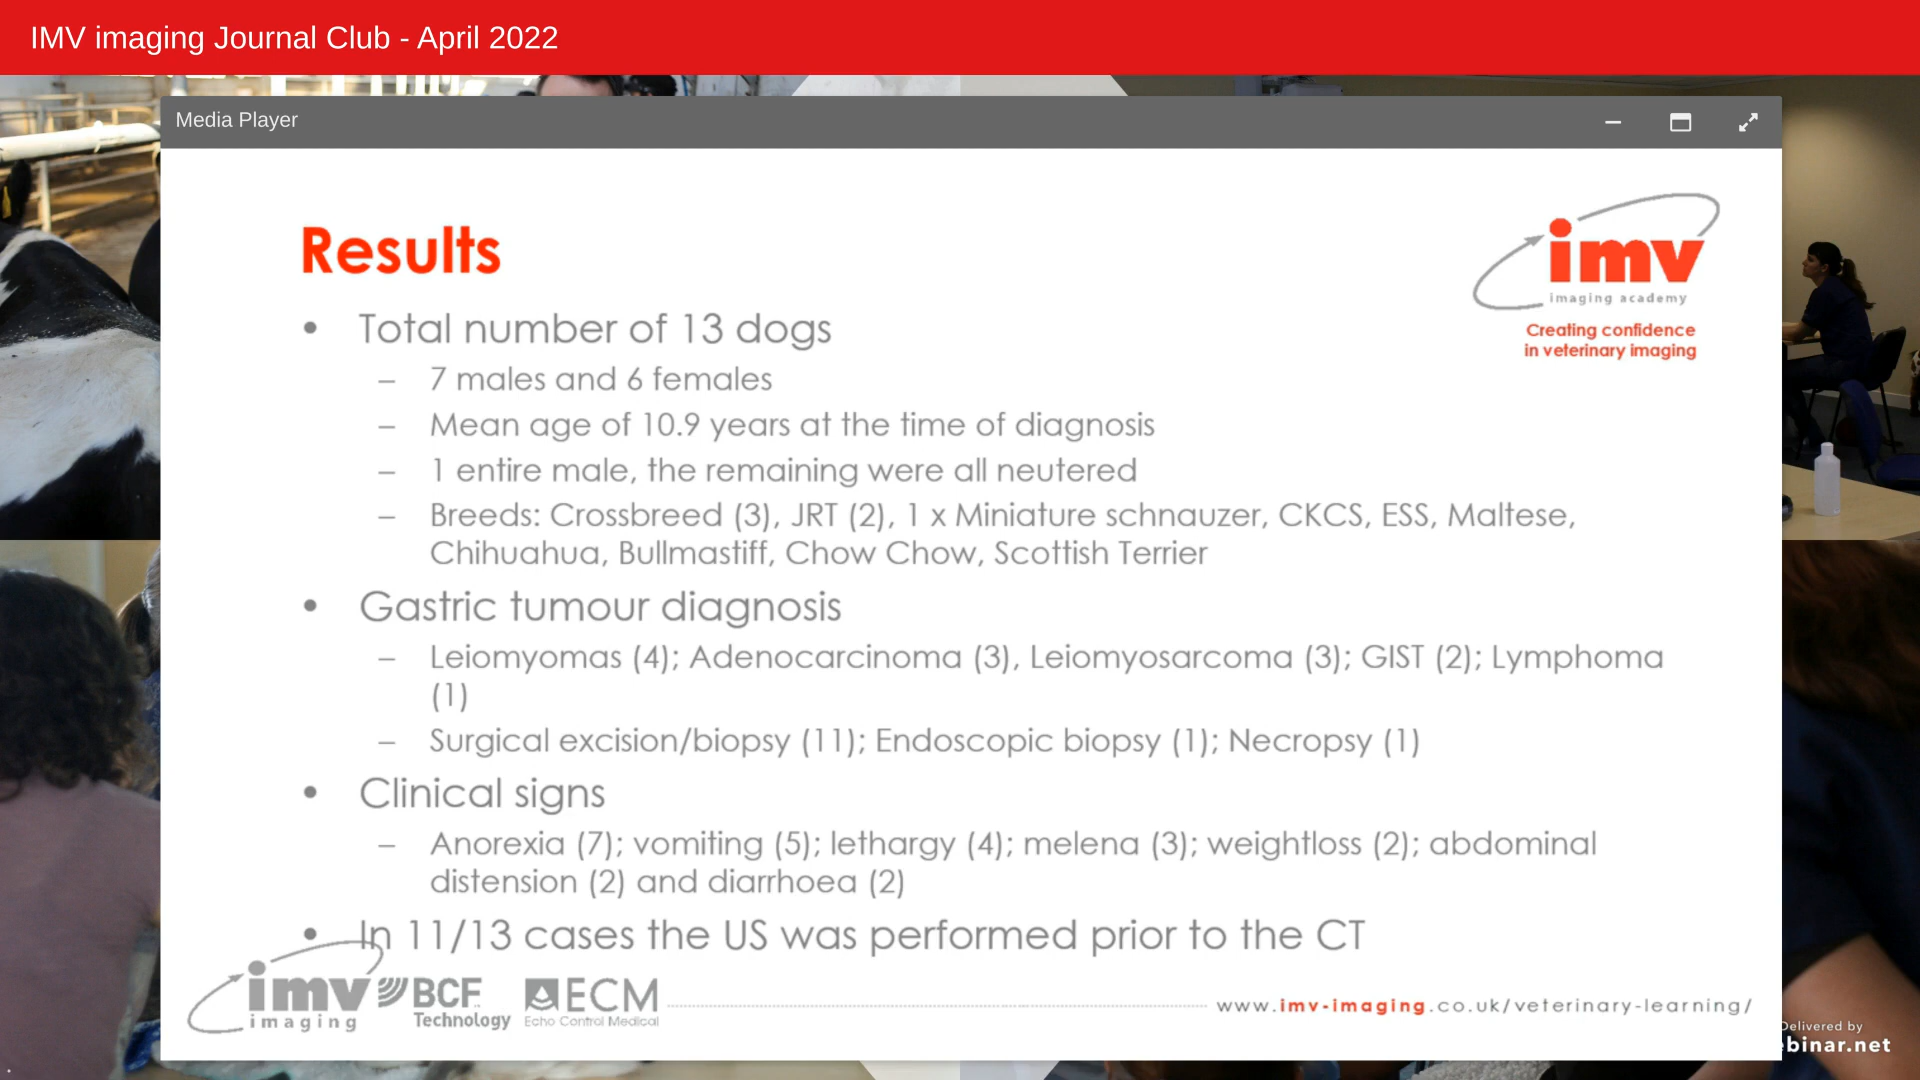 IMV imaging Journal Club - April 2022
Media Player
Results
imv
imaging academy
Creating confidence
in veterinary imaging
• Total number of 13 dogs
– 7 males and 6 females
– Mean age of 10.9 years at the time of diagnosis
– 1 entire male, the remaining were all neutered
– Breeds: Crossbreed (3), JRT (2), 1 x Miniature schnauzer, CKCS, ESS, Maltese,
Chihuahua, Bullmastiff, Chow Chow, Scottish Terrier
• Gastric tumour diagnosis
– Leiomyomas (4); Adenocarcinoma (3), Leiomyosarcoma (3); GIST (2); Lymphoma
(1)
– Surgical excision/biopsy (11); Endoscopic biopsy (1); Necropsy (1)
• Clinical signs
– Anorexia (7); vomiting (5); lethargy (4); melena (3); weightloss (2); abdominal
distension (2) and diarrhoea (2)
• In 11/13 cases the US was performed prior to the CT
imv
imaging
BCF
Technology
ECM
Echo Control Medical
www.imv-imaging.co.uk/veterinary-learning/
Delivered by
ebinar.net